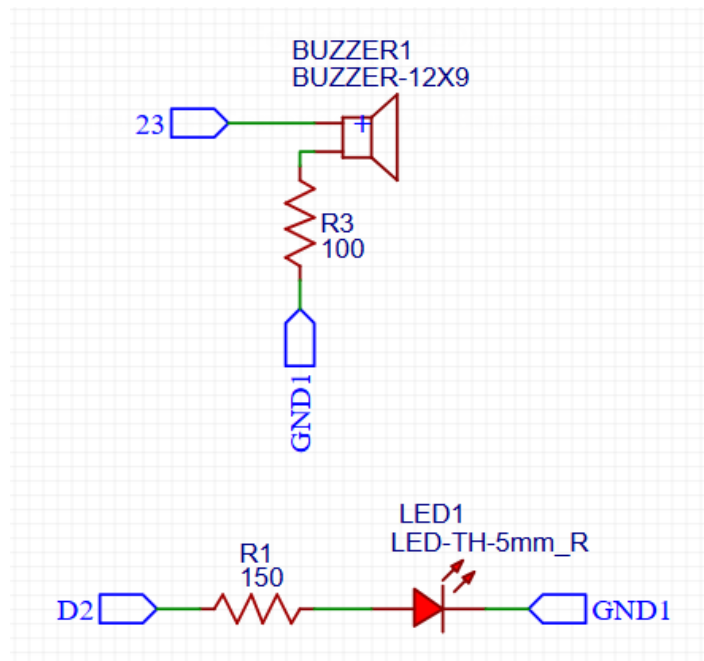 BUZZER1
BUZZER-12X9
23
+
R3
100
GND1
LED1
LED-TH-5mm_R
R1
150
D2
GND1